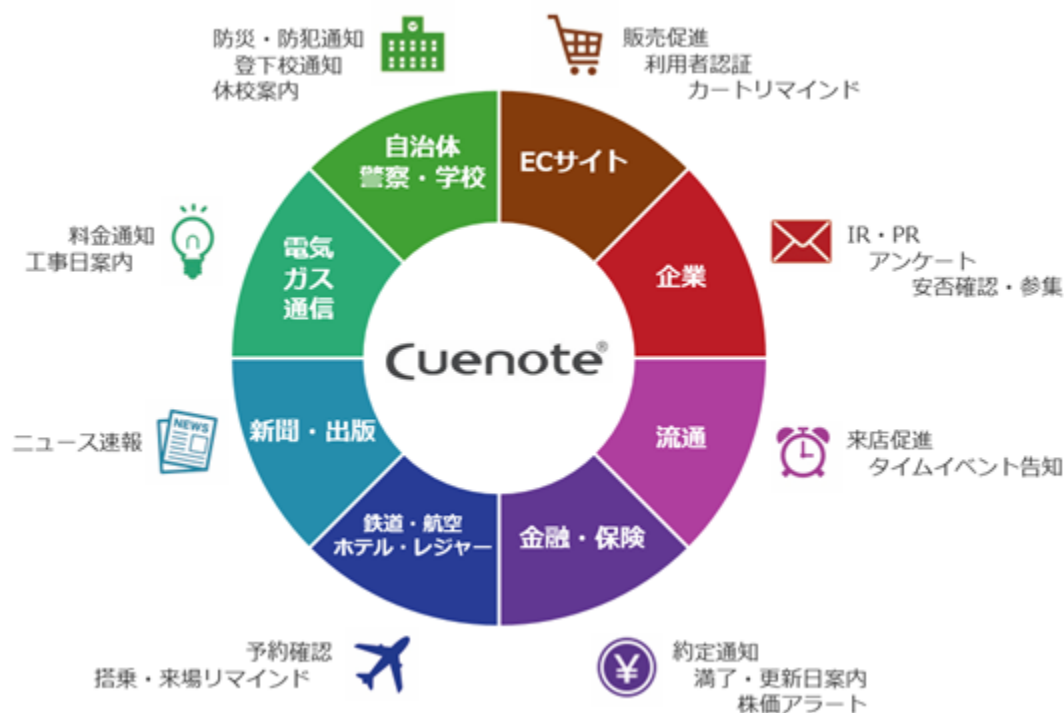 防災・防犯通知
登下校通知
休校案内
販売促進
利用者認証
カートリマインド
自治体
警察・学校
ECサイト
料金通知
工事日案内
電気
ガス
通信
企業
IR・PR
アンケート
安否確認・参集
Cuenote®
ニュース速報
NEWS
新聞・出版
流通
来店促進
タイムイベント告知
鉄道・航空
ホテル・レジャー
金融・保険
予約確認
搭乗・来場リマインド
¥
約定通知
満了・更新日案内
株価アラート